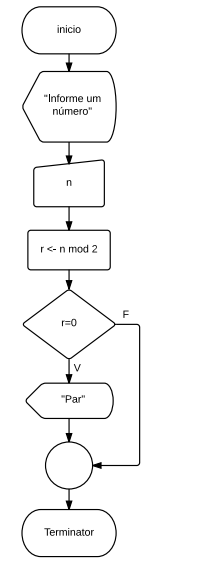 inicio
"Informe um
número"
n
r <- n mod 2
r=0
F
V
"Par"
Terminator